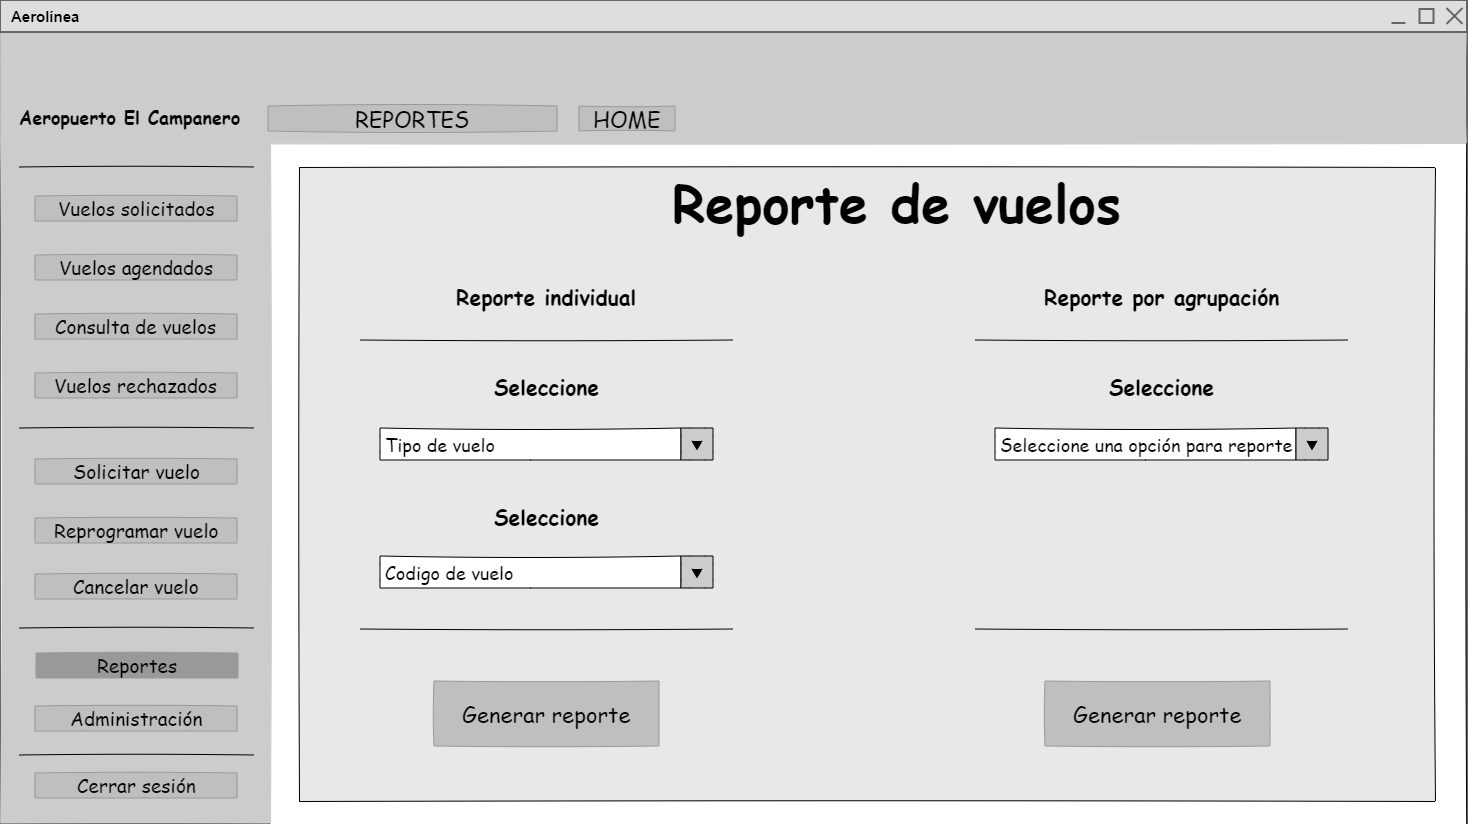 Aerolínea
Aeropuerto El Campanero
REPORTES
HOME
Vuelos solicitados
Vuelos agendados
Consulta de vuelos
Vuelos rechazados
Solicitar vuelo
Reprogramar vuelo
Cancelar vuelo
Reportes
Administración
Cerrar sesión
Reporte de vuelos
Reporte individual
Seleccione
Tipo de vuelo
Seleccione
Codigo de vuelo
Generar reporte
Reporte por agrupación
Seleccione
Seleccione una opción para reporte
Generar reporte